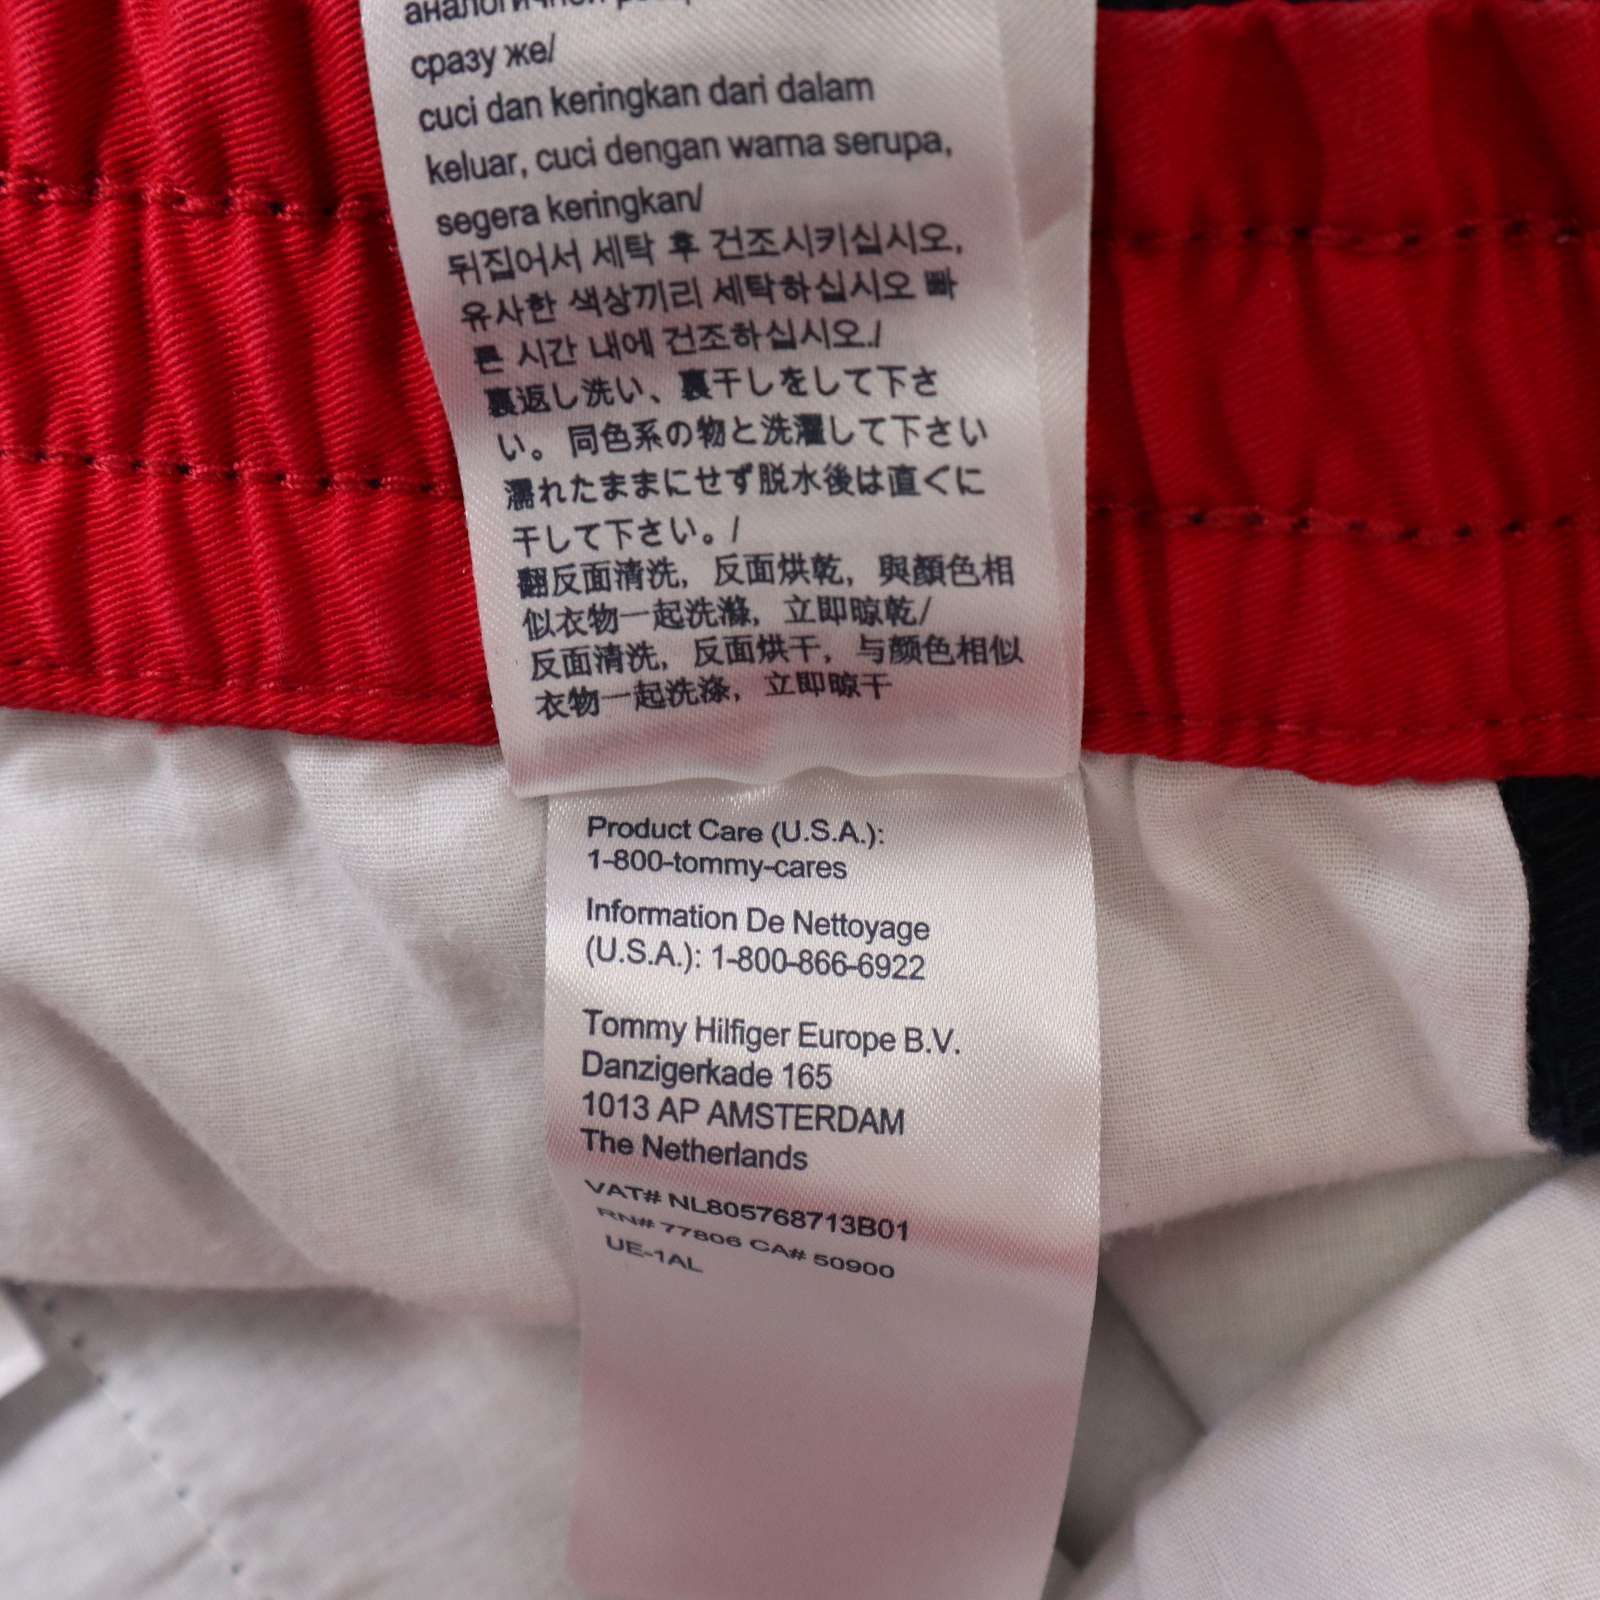 аналогичной
сразу же/
cuci dan keringkan dari dalam
keluar, cuci dengan warna serupa,
segera keringkan/
뒤집어서 세탁 후 건조시키십시오,
유사한 색상끼리 세탁하십시오 빠
른 시간 내에 건조하십시오./
裏返し洗い、裏干しをして下さ
い。同色系の物と洗濯して下さい
濡れたままにせず脱水後は直ぐに
干して下さい。/
翻反面清洗，反面烘乾，與顏色相
似衣物一起洗滌，立即晾乾/
反面清洗，反面烘干，与颜色相似
衣物一起洗涤，立即晾干
Product Care (U.S.A.):
1-800-tommy-cares
Information De Nettoyage
(U.S.A.): 1-800-866-6922
Tommy Hilfiger Europe B.V.
Danzigerkade 165
1013 AP AMSTERDAM
The Netherlands
VAT# NL805768713B01
RN# 77806 CA# 50900
UE-1AL